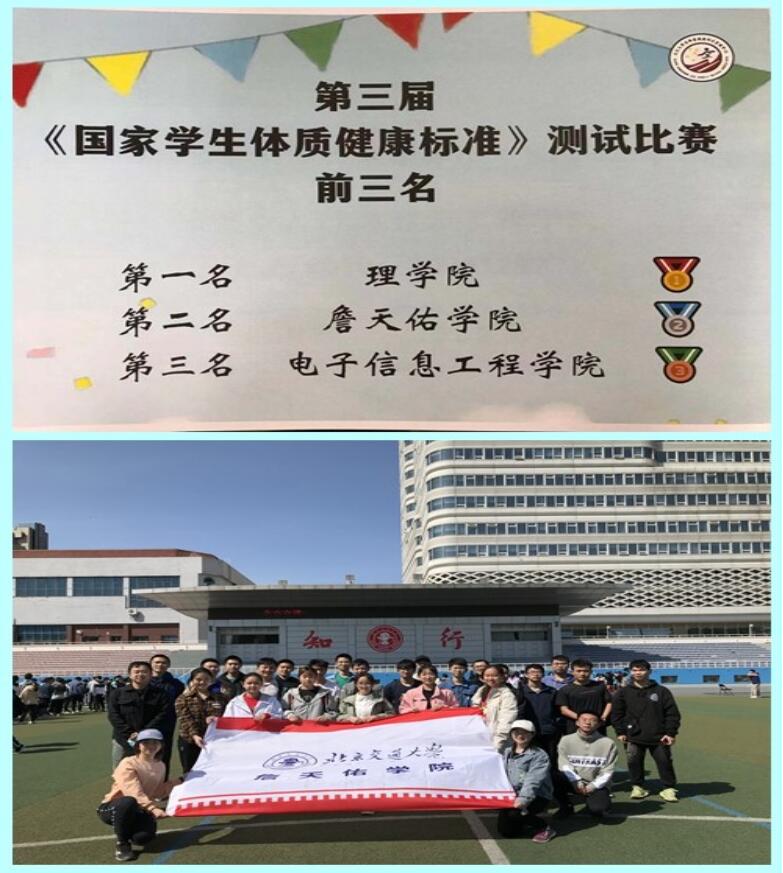 第三届
《国家学生体质健康标准》测试比赛
前三名
第一名 理学院 1
第二名 詹天佑学院 2
第三名 电子信息工程学院 3
知 行
北京交通大学
詹天佑学院